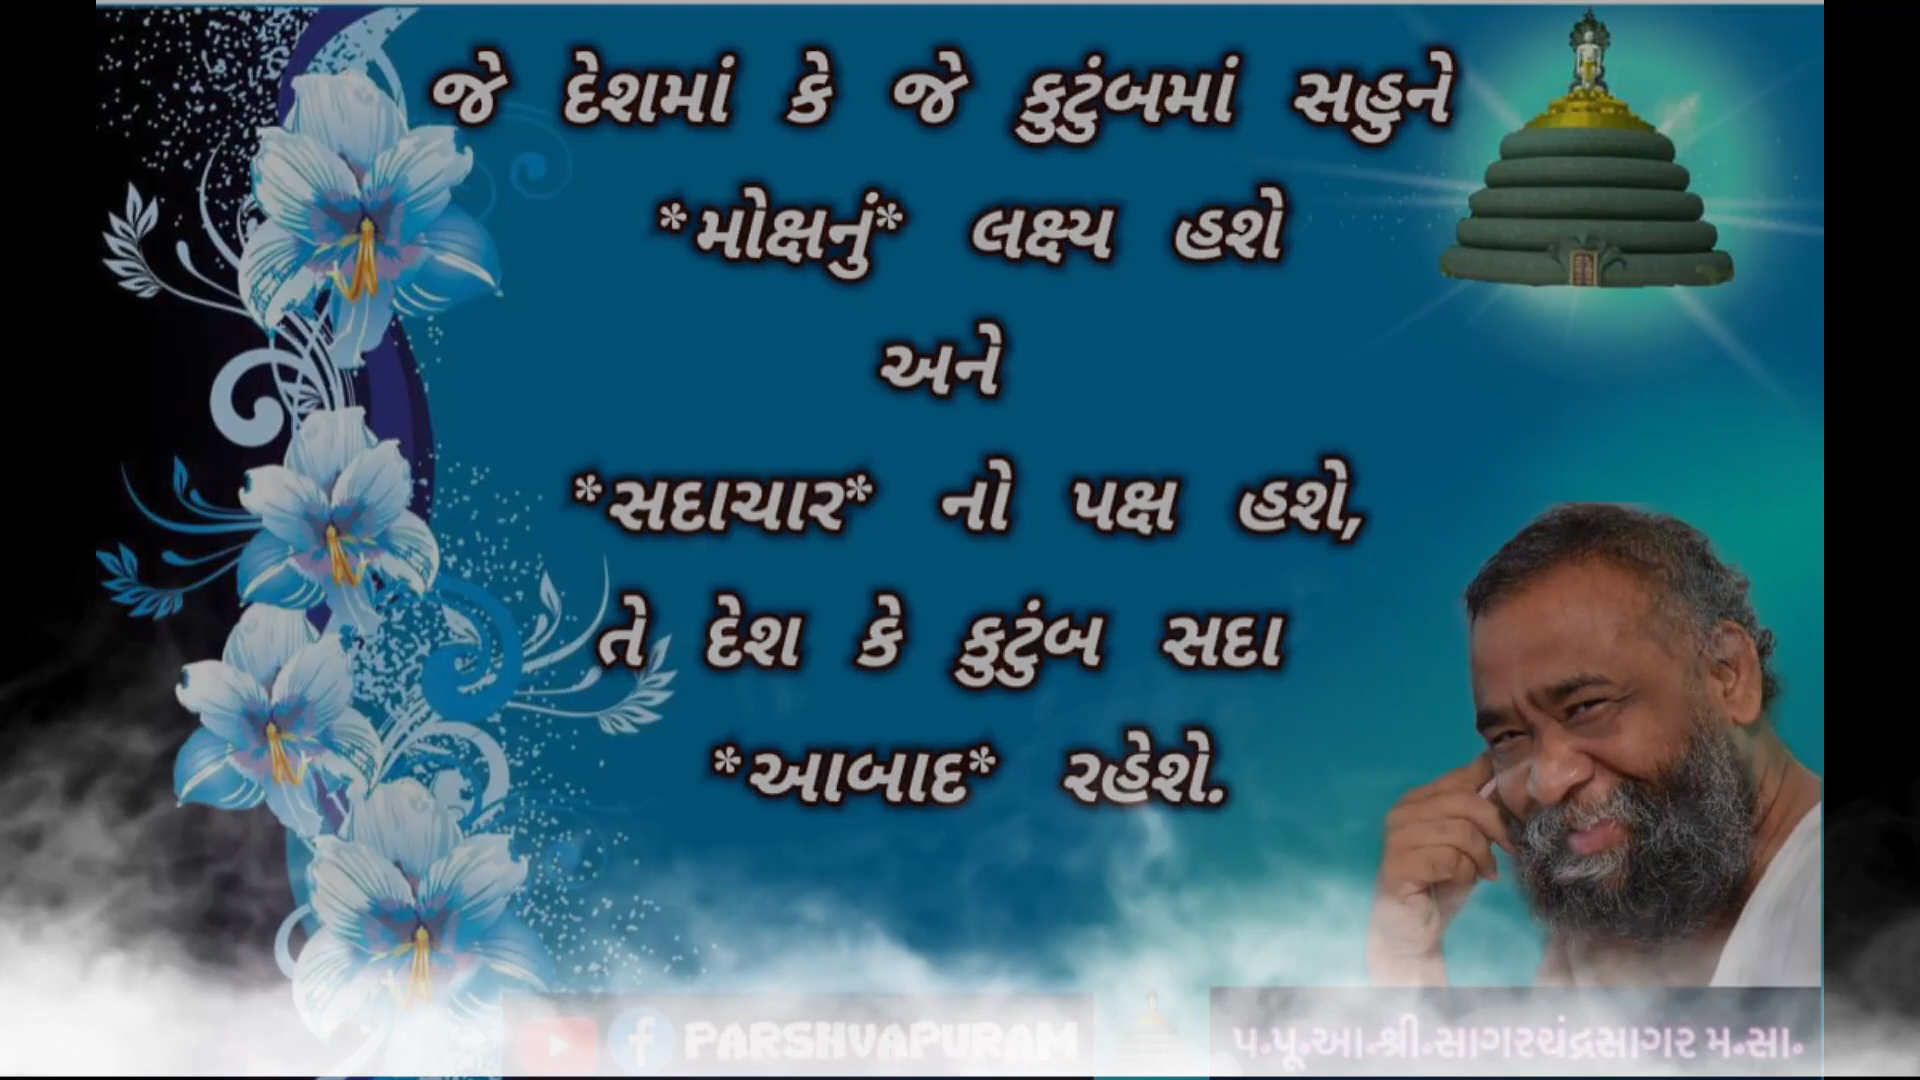 જે દેશમાં કે જે કુટુંબમાં સહુને
*મોક્ષનું* લક્ષ્ય હશે
અને
*સદાચાર* નો પક્ષ હશે,
તે દેશ કે કુટુંબ સદા
*આબાદ* રહેશે.
PARSHVAPURAM
પ.પૂ.આ.શ્રી.સાગરચંદ્રસાગર મ.સા.